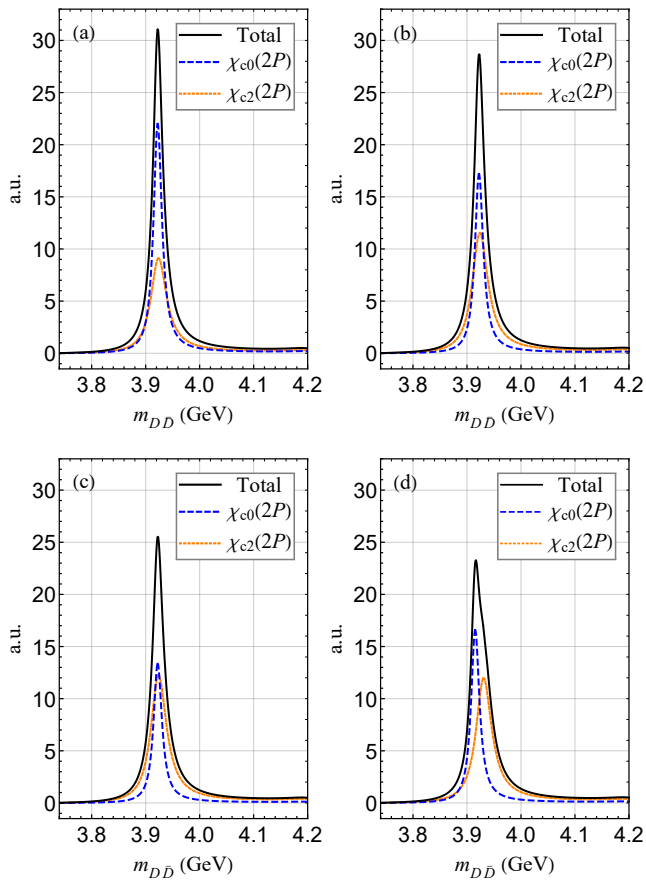 (a)
Total
χc0(2P)
χc2(2P)
30
25
20
15
10
5
0
a.u.
3.8 3.9 4.0 4.1 4.2
mDD̄ (GeV)
(b)
Total
χc0(2P)
χc2(2P)
30
25
20
15
10
5
0
a.u.
3.8 3.9 4.0 4.1 4.2
mDD̄ (GeV)
(c)
Total
χc0(2P)
χc2(2P)
30
25
20
15
10
5
0
a.u.
3.8 3.9 4.0 4.1 4.2
mDD̄ (GeV)
(d)
Total
χc0(2P)
χc2(2P)
30
25
20
15
10
5
0
a.u.
3.8 3.9 4.0 4.1 4.2
mDD̄ (GeV)